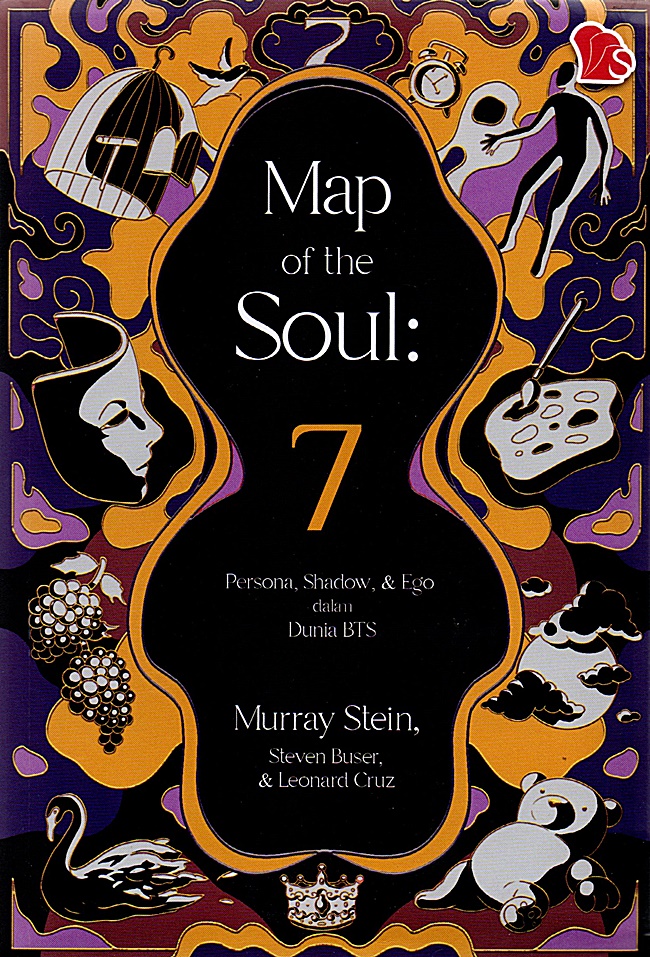 7
S
Map
of the
Soul:
7
Persona, Shadow, & Ego
dalam
Dunia BTS
Murray Stein,
Steven Buser,
& Leonard Cruz